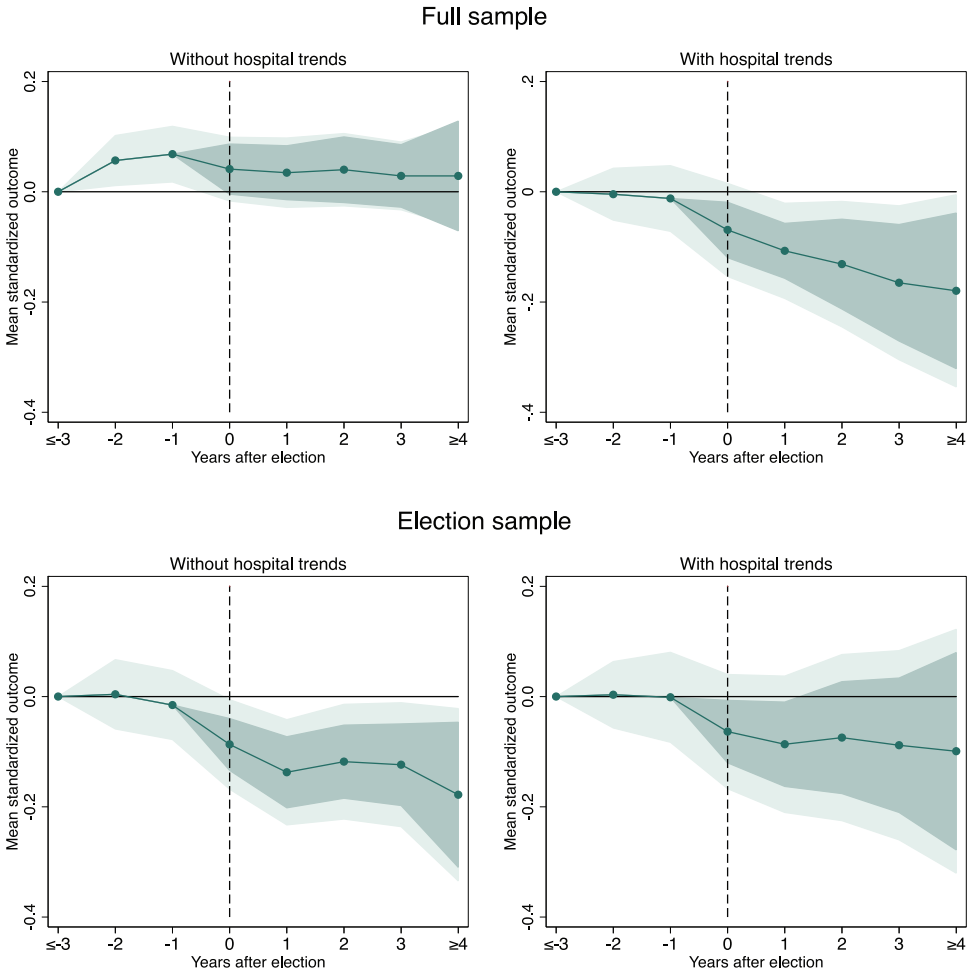 Full sample
Without hospital trends
Mean standardized outcome
0.2
0.0
-0.2
-0.4
≤-3 -2 -1 0 1 2 3 ≥4
Years after election
With hospital trends
Mean standardized outcome
.2
0
-.2
-.4
≤-3 -2 -1 0 1 2 3 ≥4
Years after election
Election sample
Without hospital trends
Mean standardized outcome
0.2
0.0
-0.2
-0.4
≤-3 -2 -1 0 1 2 3 ≥4
Years after election
With hospital trends
Mean standardized outcome
0.2
0.0
-0.2
-0.4
≤-3 -2 -1 0 1 2 3 ≥4
Years after election